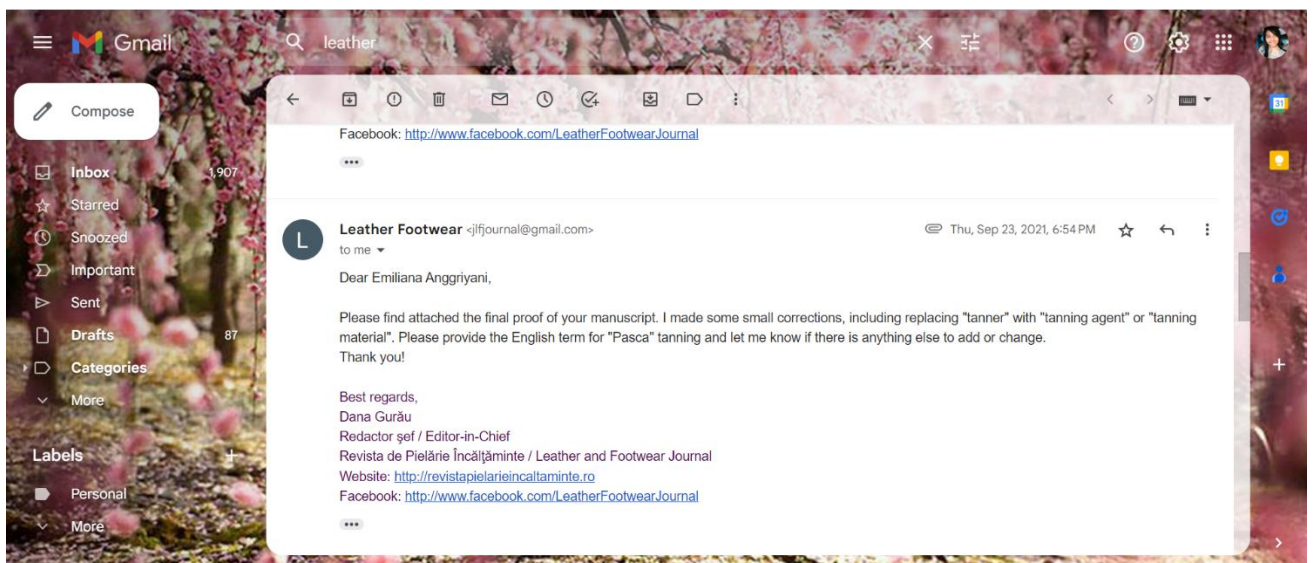 Gmail
leather
Compose
Facebook: http://www.facebook.com/LeatherFootwearJournal
Inbox 1,907
Starred
Snoozed
Important
Sent
Drafts 87
Categories
More
Labels
Personal
More
L
Leather Footwear <jlfjournal@gmail.com>
Thu, Sep 23, 2021, 6:54 PM
to me
Dear Emiliana Anggriyani,
Please find attached the final proof of your manuscript. I made some small corrections, including replacing "tanner" with "tanning agent" or "tanning
material". Please provide the English term for "Pasca" tanning and let me know if there is anything else to add or change.
Thank you!
Best regards,
Dana Gurău
Redactor şef / Editor-in-Chief
Revista de Pielărie Încălţăminte / Leather and Footwear Journal
Website: http://revistapielarieincaltaminte.ro
Facebook: http://www.facebook.com/LeatherFootwearJournal
31